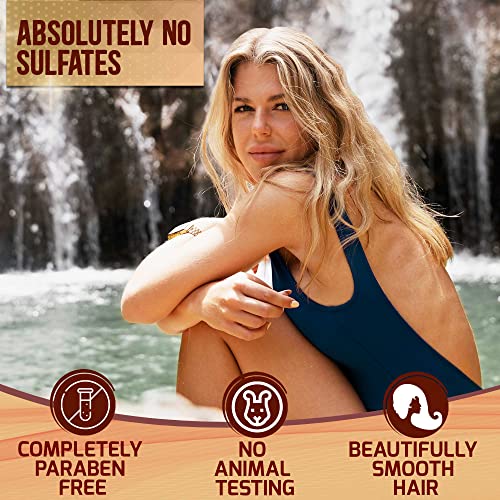 ABSOLUTELY NO
SULFATES
COMPLETELY
PARABEN
FREE
NO
ANIMAL
TESTING
BEAUTIFULLY
SMOOTH
HAIR